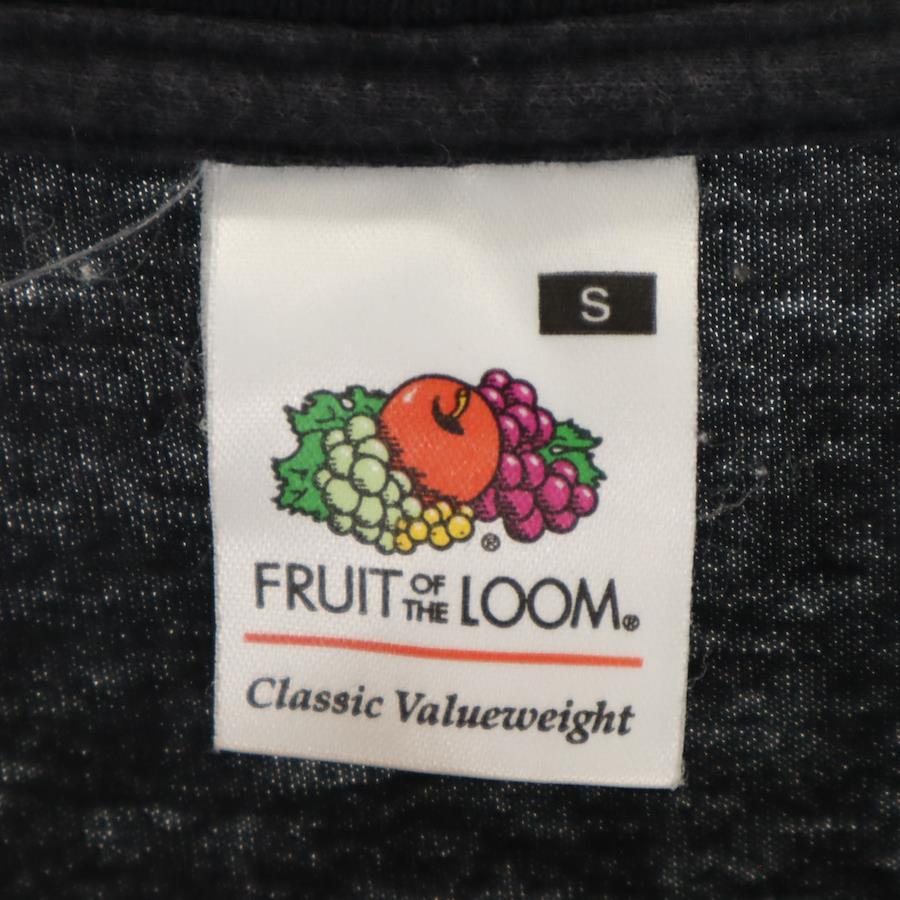 S
®
FRUIT OF THE LOOM®
Classic Valueweight